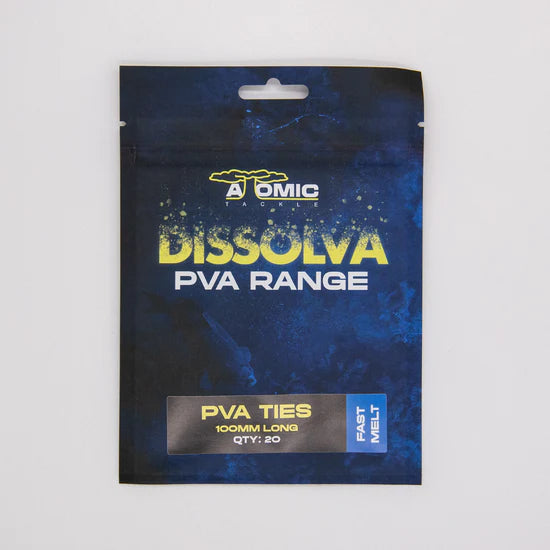 ATOMIC
TACKLE
DISSOLVA
PVA RANGE
PVA TIES
100MM LONG
QTY: 20
FAST
MELT